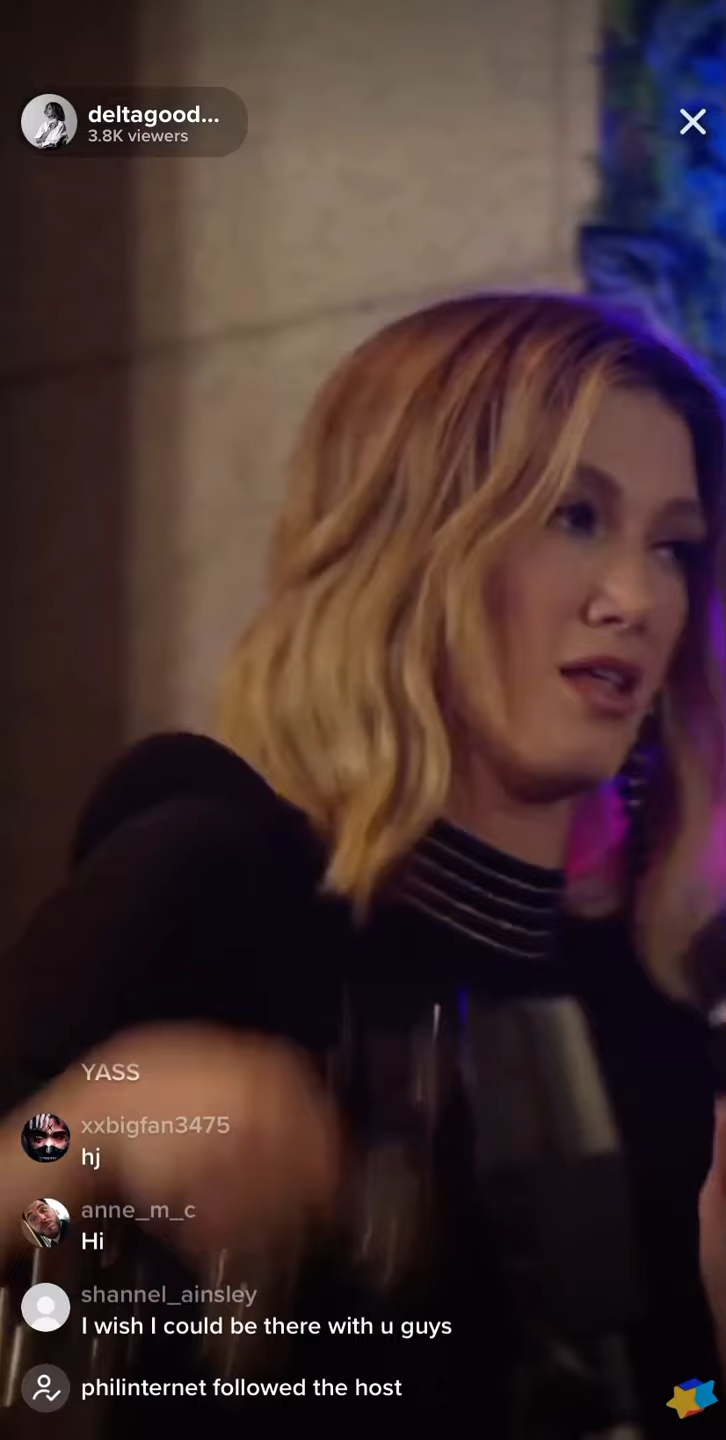 deltagood...
3.8K viewers
YASS
xxbigfan3475
hj
anne_m_c
Hi
shannel_ainsley
I wish I could be there with u guys
philinternet followed the host